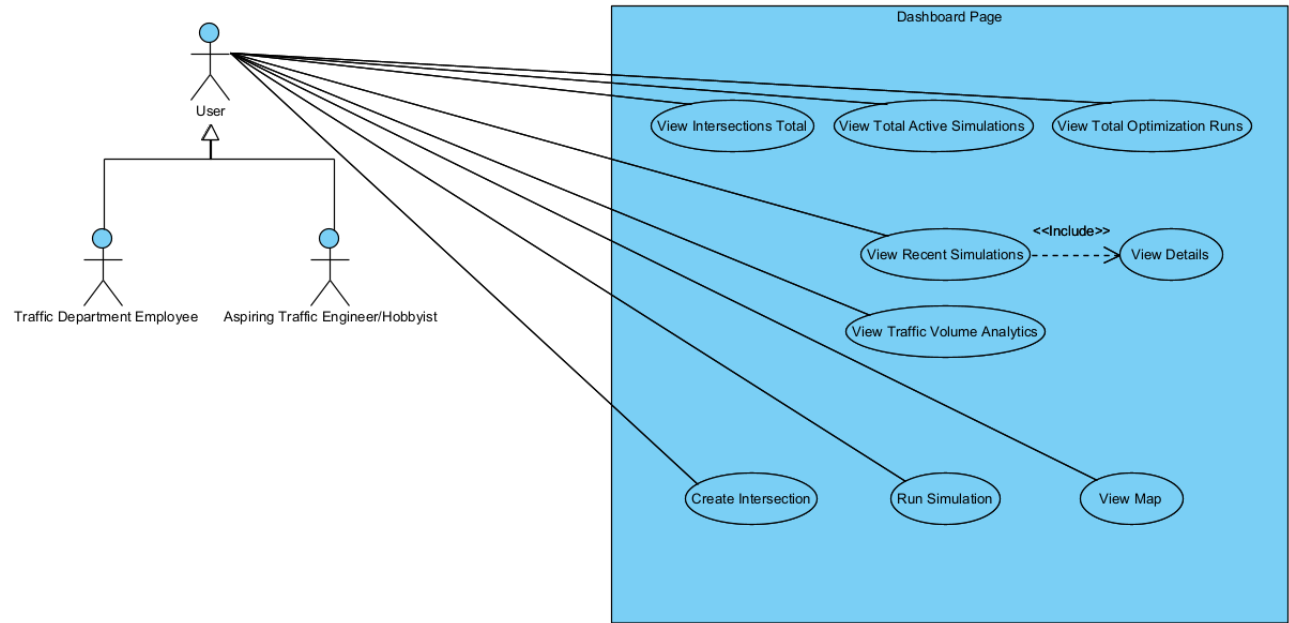 Dashboard Page
User
View Intersections Total
View Total Active Simulations
View Total Optimization Runs
<<Include>>
View Recent Simulations
View Details
Traffic Department Employee
Aspiring Traffic Engineer/Hobbyist
View Traffic Volume Analytics
Create Intersection
Run Simulation
View Map